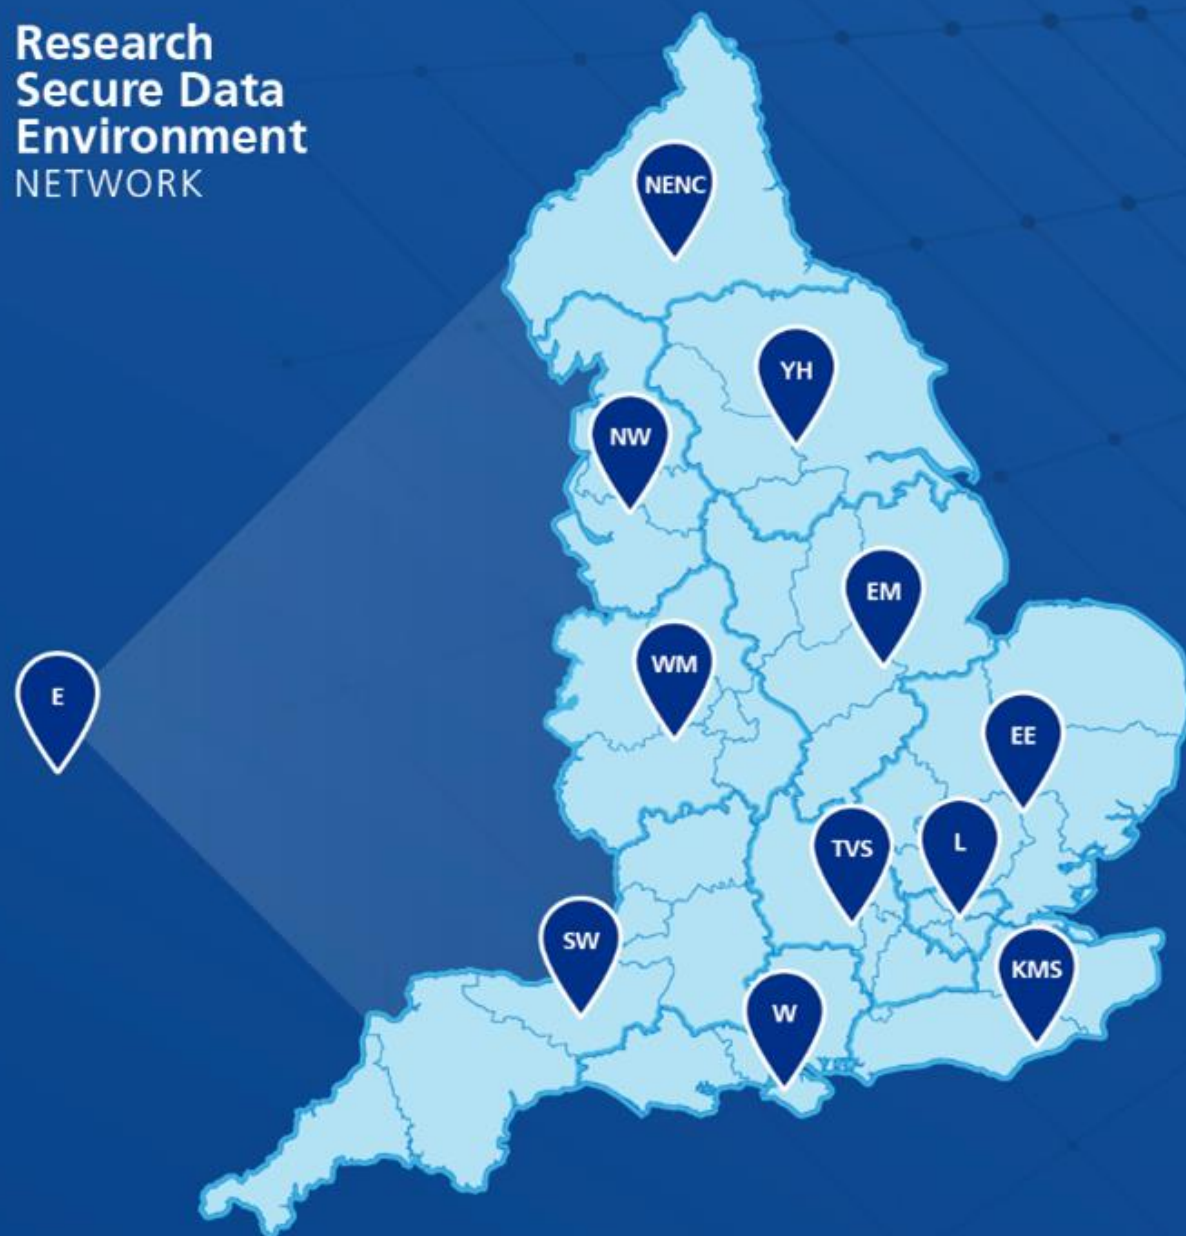 Research
Secure Data
Environment
NETWORK
NENC
YH
NW
EM
WM
E
EE
TVS
L
SW
KMS
W